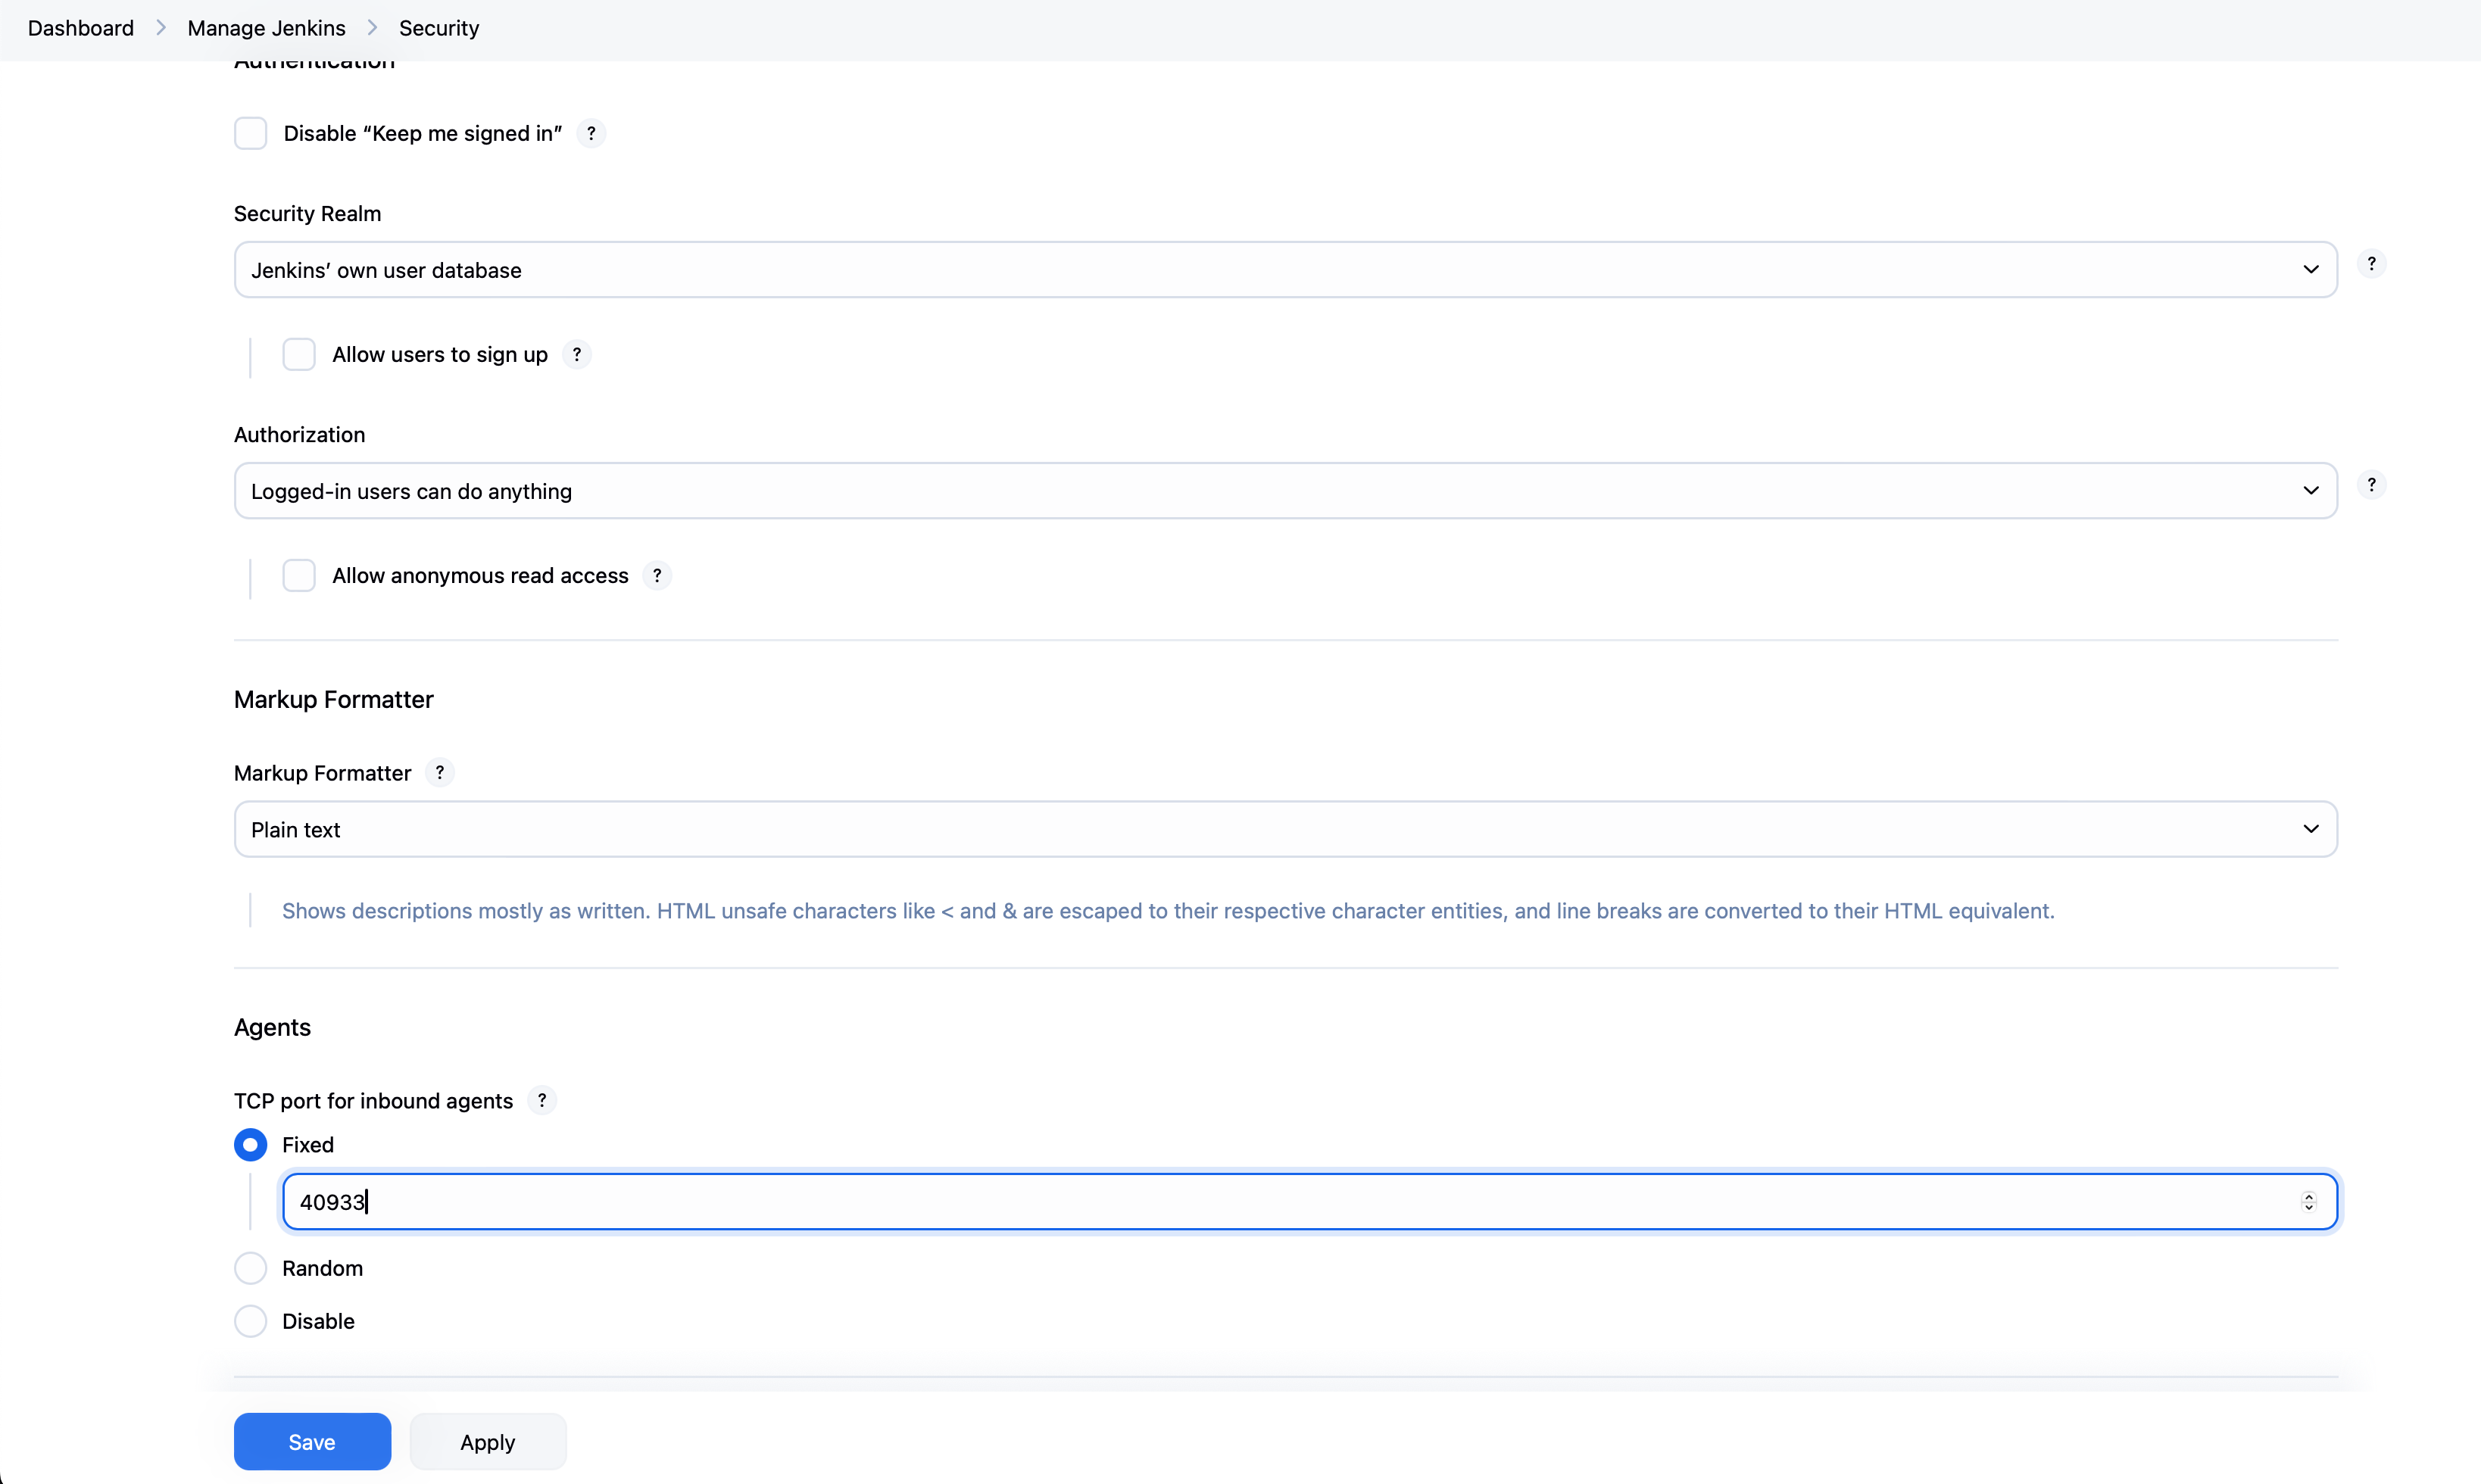 Dashboard > Manage Jenkins > Security
Authentication
Disable “Keep me signed in” ?
Security Realm
Jenkins’ own user database ?
Allow users to sign up ?
Authorization
Logged-in users can do anything ?
Allow anonymous read access ?
Markup Formatter
Markup Formatter ?
Plain text
Shows descriptions mostly as written. HTML unsafe characters like < and & are escaped to their respective character entities, and line breaks are converted to their HTML equivalent.
Agents
TCP port for inbound agents ?
Fixed
40933
Random
Disable
Save Apply